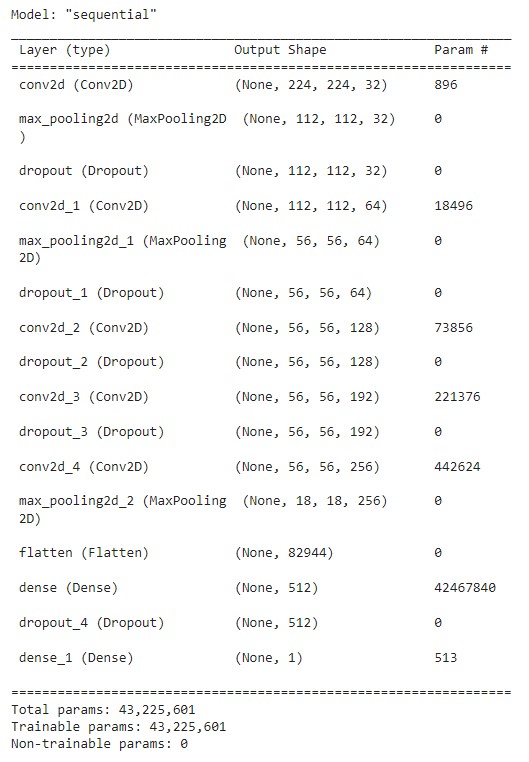 Model: "sequential"
_________________________________________________________________
Layer (type) Output Shape Param #
=================================================================
conv2d (Conv2D) (None, 224, 224, 32) 896
max_pooling2d (MaxPooling2D (None, 112, 112, 32) 0
)
dropout (Dropout) (None, 112, 112, 32) 0
conv2d_1 (Conv2D) (None, 112, 112, 64) 18496
max_pooling2d_1 (MaxPooling (None, 56, 56, 64) 0
2D)
dropout_1 (Dropout) (None, 56, 56, 64) 0
conv2d_2 (Conv2D) (None, 56, 56, 128) 73856
dropout_2 (Dropout) (None, 56, 56, 128) 0
conv2d_3 (Conv2D) (None, 56, 56, 192) 221376
dropout_3 (Dropout) (None, 56, 56, 192) 0
conv2d_4 (Conv2D) (None, 56, 56, 256) 442624
max_pooling2d_2 (MaxPooling (None, 18, 18, 256) 0
2D)
flatten (Flatten) (None, 82944) 0
dense (Dense) (None, 512) 42467840
dropout_4 (Dropout) (None, 512) 0
dense_1 (Dense) (None, 1) 513
=================================================================
Total params: 43,225,601
Trainable params: 43,225,601
Non-trainable params: 0